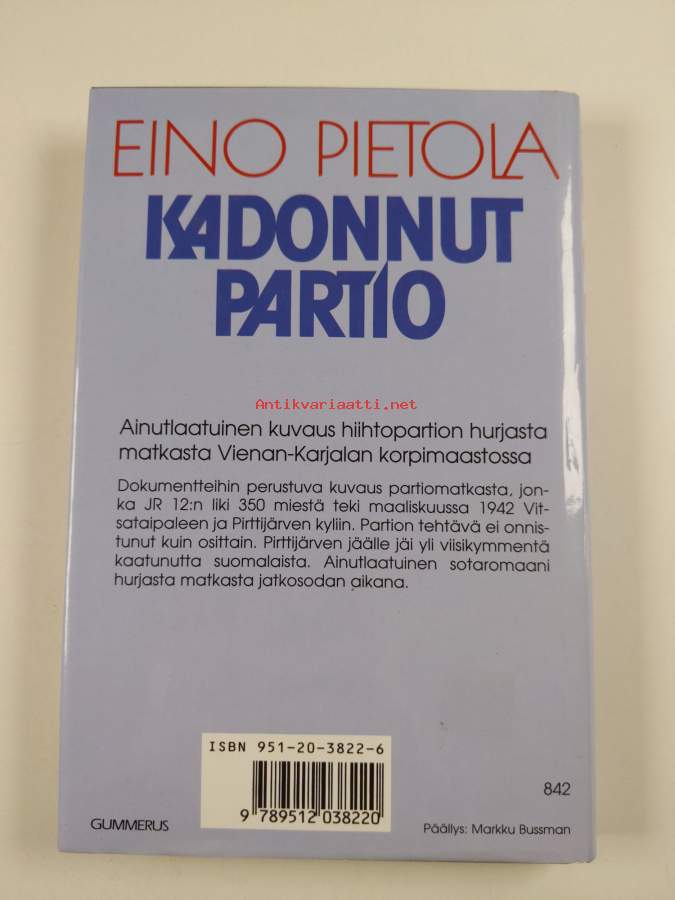 EINO PIETOLA
KADONNUT
PARTIO
Antikvariaatti.net
Ainutlaatuinen kuvaus hiihtopartion hurjasta
matkasta Vienan-Karjalan korpimaastossa
Dokumentteihin perustuva kuvaus partiomatkasta, jon-
ka JR 12:n liki 350 miestä teki maaliskuussa 1942 Vit-
sataipaleen ja Pirttijärven kyliin. Partion tehtävä ei onnis-
tunut kuin osittain. Pirttijärven jäälle jäi yli viisikymmentä
kaatunutta suomalaista. Ainutlaatuinen sotaromaani
hurjasta matkasta jatkosodan aikana.
ISBN 951-20-3822-6
9 789512 038220
842
GUMMERUS
Päällys: Markku Bussman